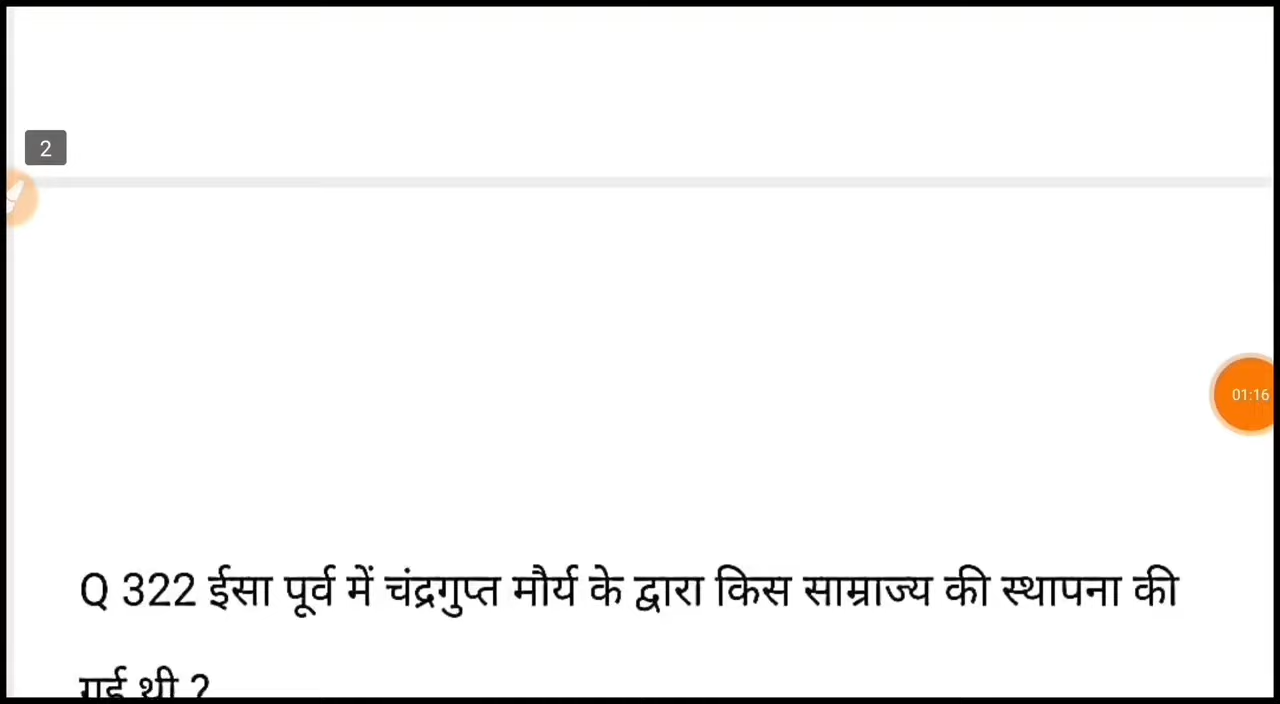 2
01:16
Q 322 ईसा पूर्व में चंद्रगुप्त मौर्य के द्वारा किस साम्राज्य की स्थापना की
गई थी ?